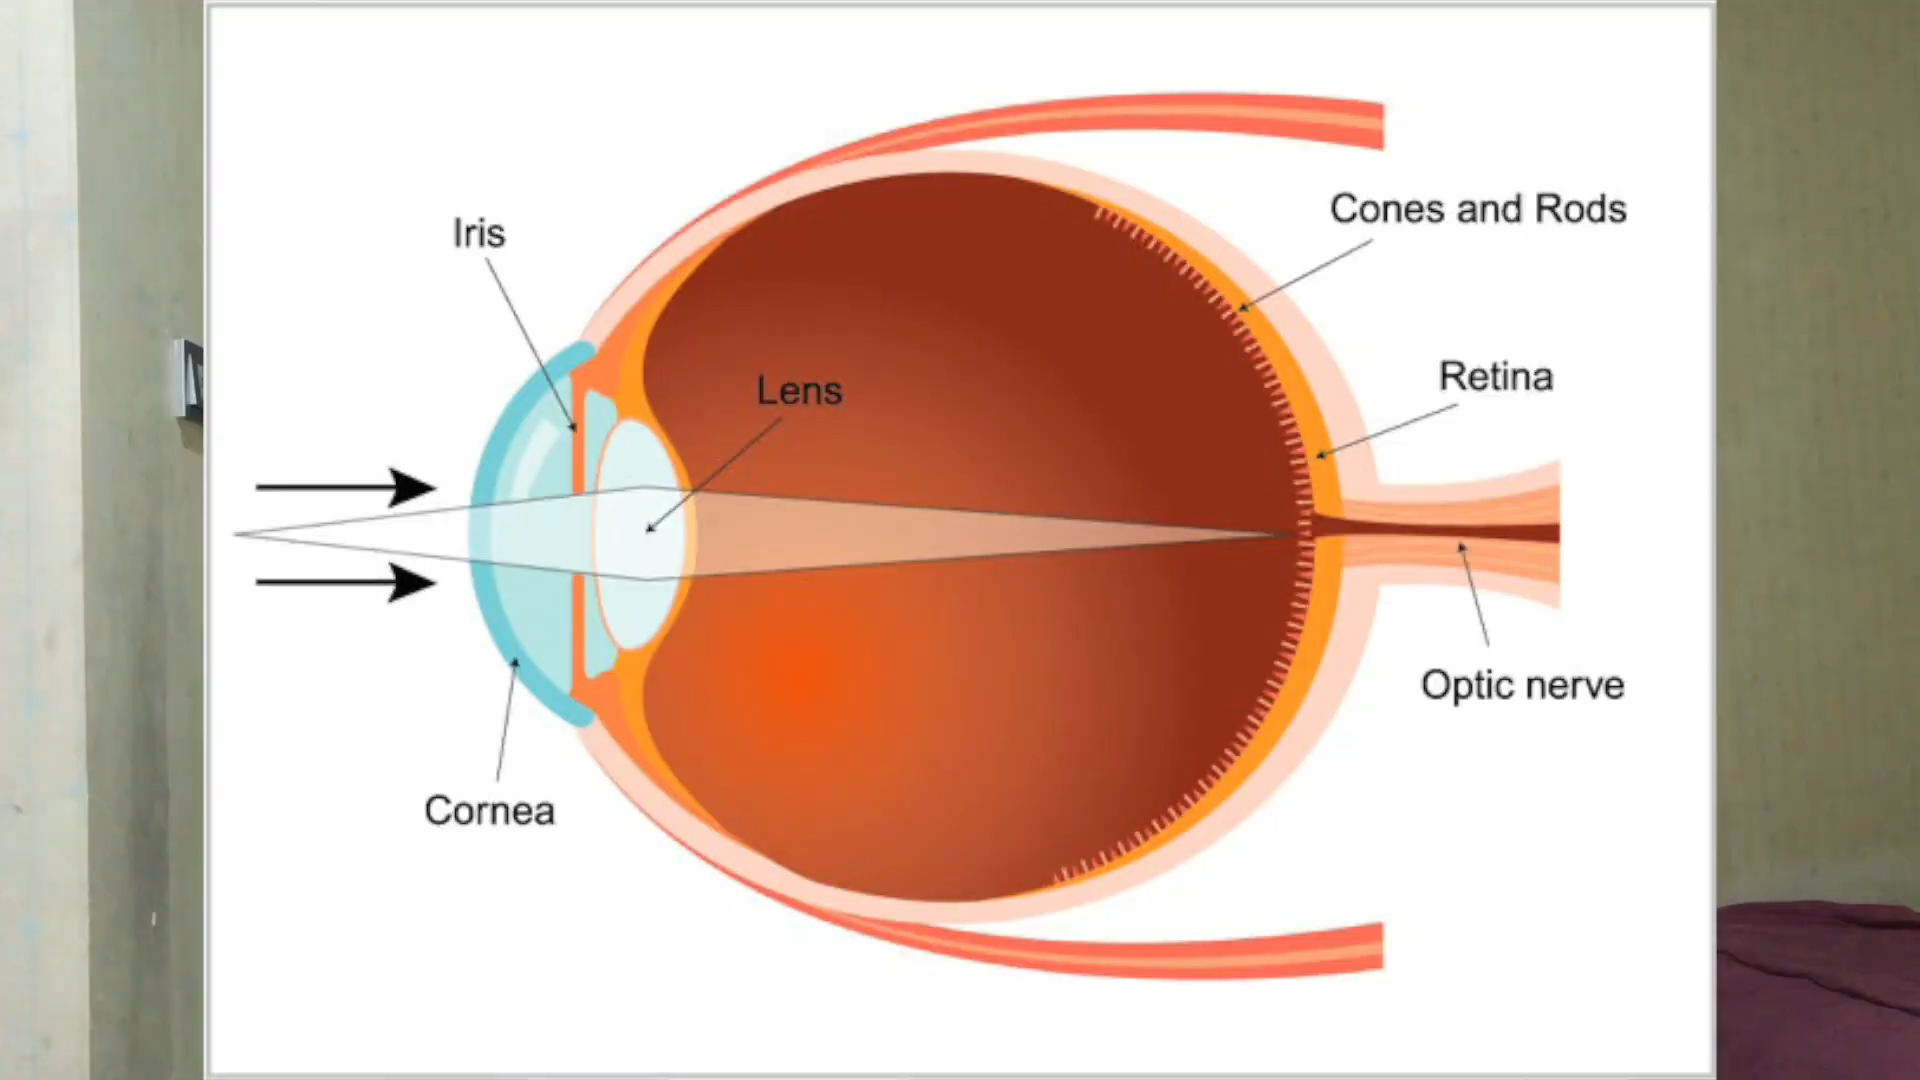 Iris
Cones and Rods
Lens
Retina
Optic nerve
Cornea